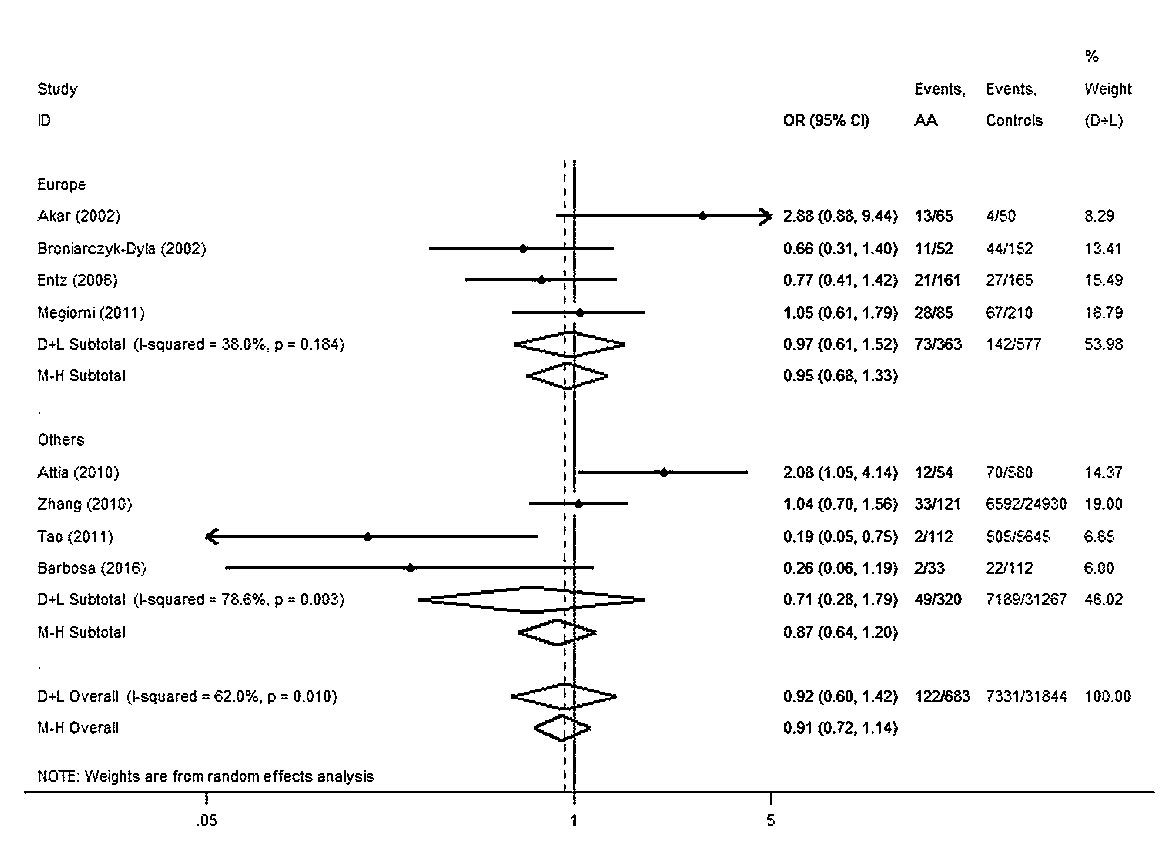 %
Study Events, Events, Weight
ID OR (95% CI) AA Controls (D+L)
Europe
Akar (2002) 2.88 (0.88, 9.44) 13/65 4/50 8.29
Broniarczyk-Dyla (2002) 0.66 (0.31, 1.40) 11/52 44/152 13.41
Entz (2006) 0.77 (0.41, 1.42) 21/161 27/165 15.49
Megiorni (2011) 1.05 (0.61, 1.79) 28/85 67/210 16.79
D+L Subtotal (I-squared = 38.0%, p = 0.184) 0.97 (0.61, 1.52) 73/363 142/577 53.98
M-H Subtotal 0.95 (0.68, 1.33)
.
Others
Attia (2010) 2.08 (1.05, 4.14) 12/54 70/580 14.37
Zhang (2010) 1.04 (0.70, 1.56) 33/121 6592/24930 19.00
Tao (2011) 0.19 (0.05, 0.75) 2/112 505/5645 6.65
Barbosa (2016) 0.26 (0.06, 1.19) 2/33 22/112 6.00
D+L Subtotal (I-squared = 78.6%, p = 0.003) 0.71 (0.28, 1.79) 49/320 7189/31267 46.02
M-H Subtotal 0.87 (0.64, 1.20)
.
D+L Overall (I-squared = 62.0%, p = 0.010) 0.92 (0.60, 1.42) 122/683 7331/31844 100.00
M-H Overall 0.91 (0.72, 1.14)
NOTE: Weights are from random effects analysis
.05 1 5